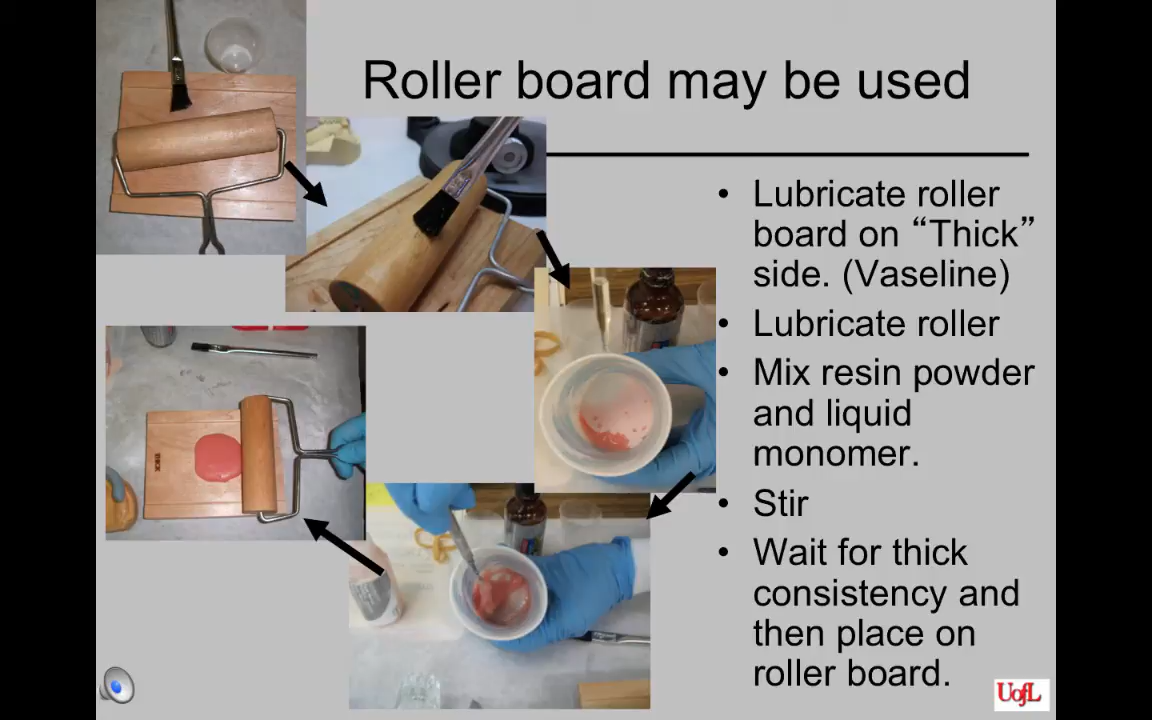 Roller board may be used
• Lubricate roller
board on “Thick”
side. (Vaseline)
• Lubricate roller
• Mix resin powder
and liquid
monomer.
• Stir
• Wait for thick
consistency and
then place on
roller board.
THICK
UofL